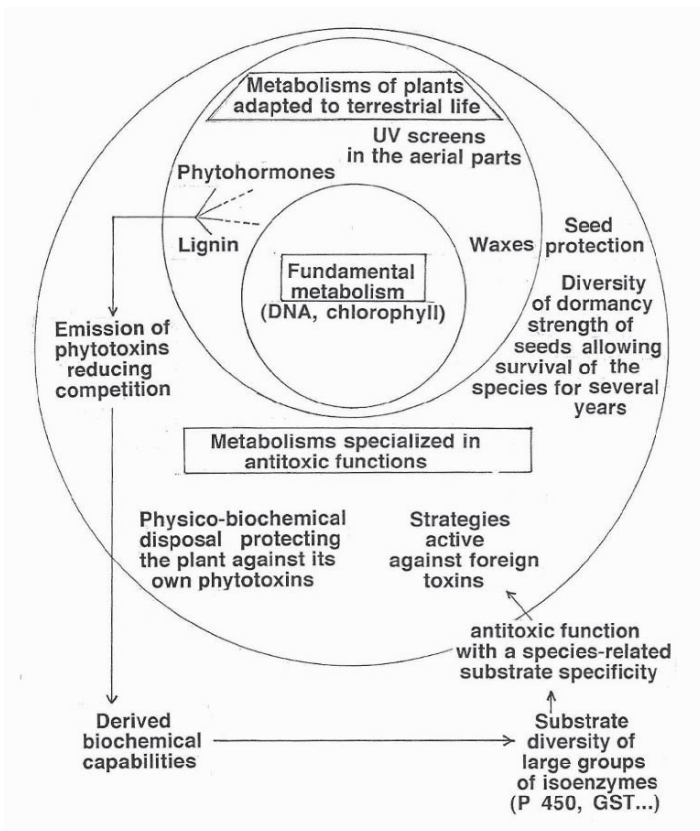 Metabolisms of plants
adapted to terrestrial life
UV screens
in the aerial parts
Phytohormones
Lignin
Waxes
Seed
protection
Fundamental
metabolism
(DNA, chlorophyll)
Diversity
of dormancy
strength of
seeds allowing
survival of the
species for several
years
Emission of
phytotoxins
reducing
competition
Metabolisms specialized in
antitoxic functions
Physico-biochemical
disposal protecting
the plant against its
own phytotoxins
Strategies
active
against foreign
toxins
antitoxic function
with a species-related
substrate specificity
Derived
biochemical
capabilities
Substrate
diversity of
large groups
of isoenzymes
(P 450, GST...)